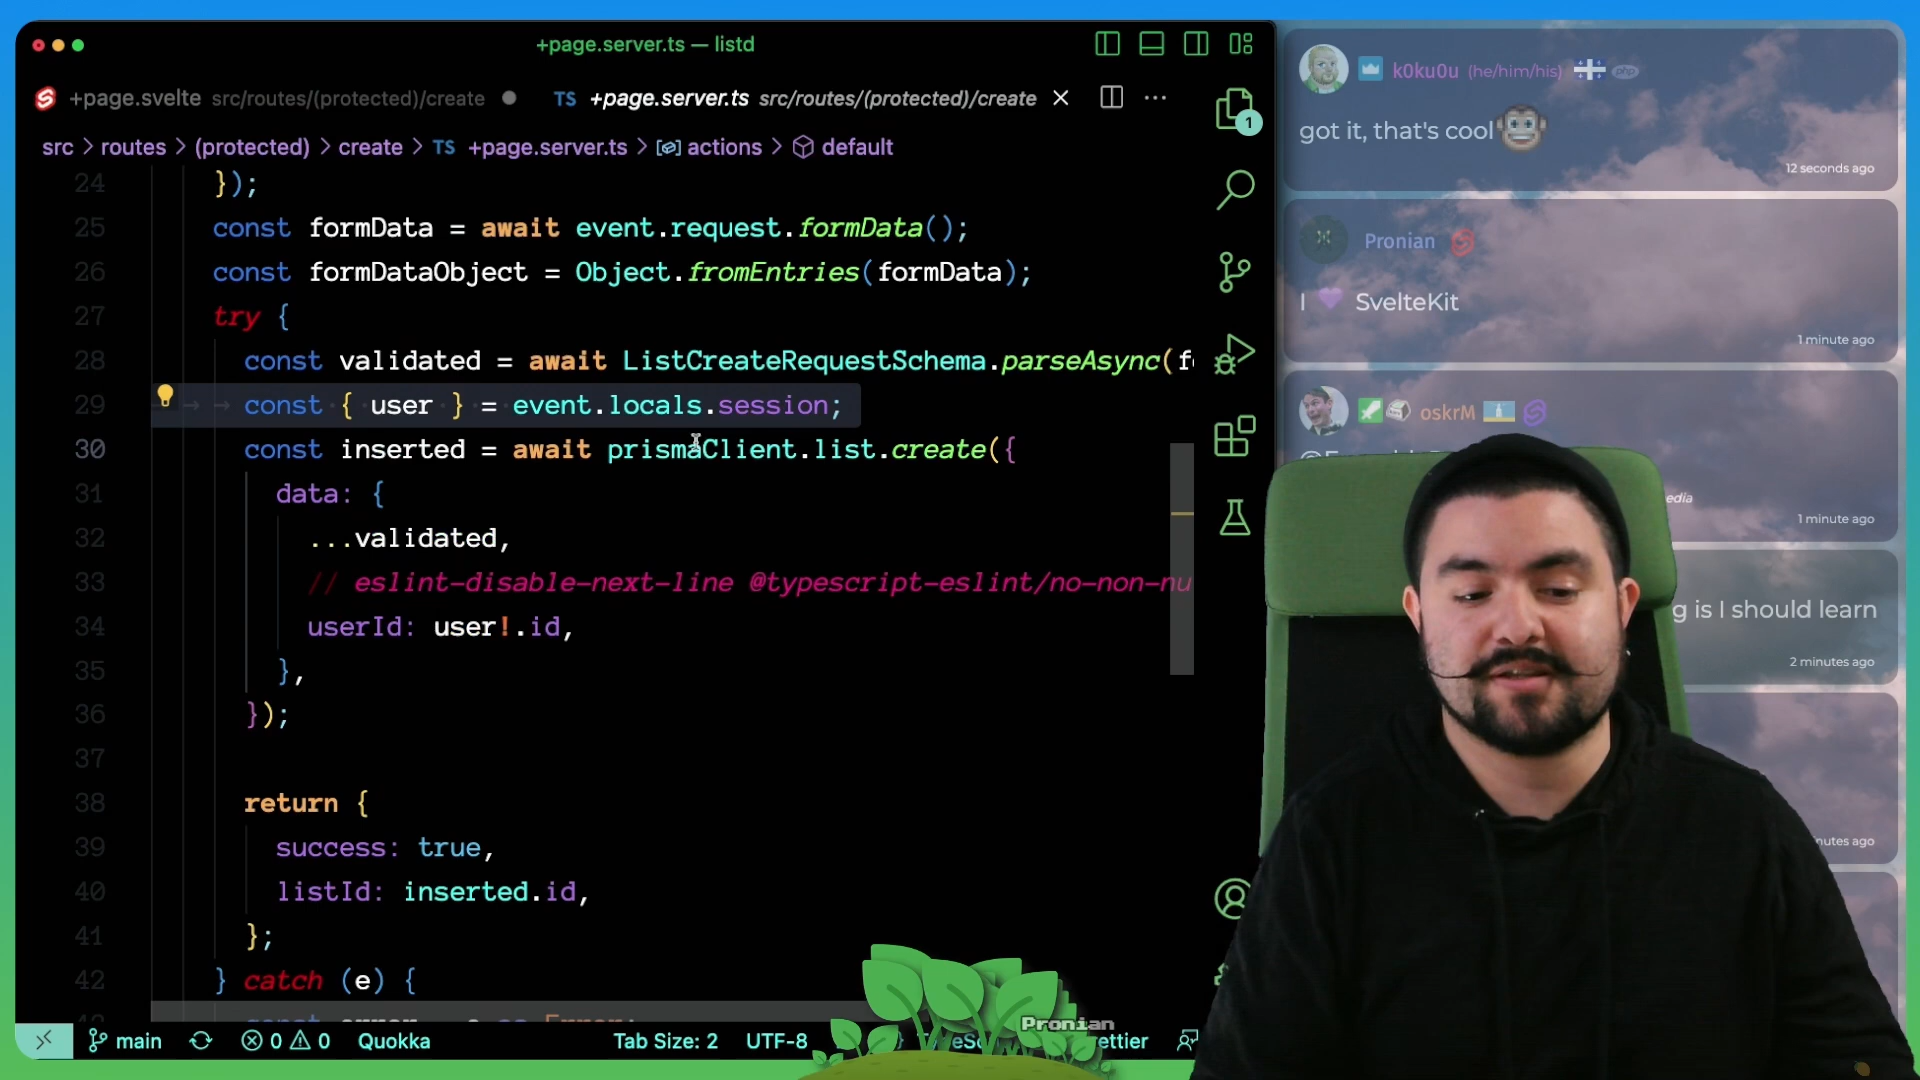 +page.server.ts — listd
+page.svelte src/routes/(protected)/create
TS +page.server.ts src/routes/(protected)/create
src > routes > (protected) > create > TS +page.server.ts > actions > default
24 });
25 const formData = await event.request.formData();
26 const formDataObject = Object.fromEntries(formData);
27 try {
28 const validated = await ListCreateRequestSchema.parseAsync(f
29 const { user } = event.locals.session;
30 const inserted = await prismaClient.list.create({
31 data: {
32 ...validated,
33 // eslint-disable-next-line @typescript-eslint/no-non-nu
34 userId: user!.id,
35 },
36 });
37
38 return {
39 success: true,
40 listId: inserted.id,
41 };
42 } catch (e) {
main 0 0 Quokka Tab Size: 2 UTF-8
Pronian
1
k0ku0u (he/him/his) php
got it, that's cool
12 seconds ago
Pronian
I SvelteKit
1 minute ago
oskrM
edia
1 minute ago
g is I should learn
2 minutes ago
nutes ago